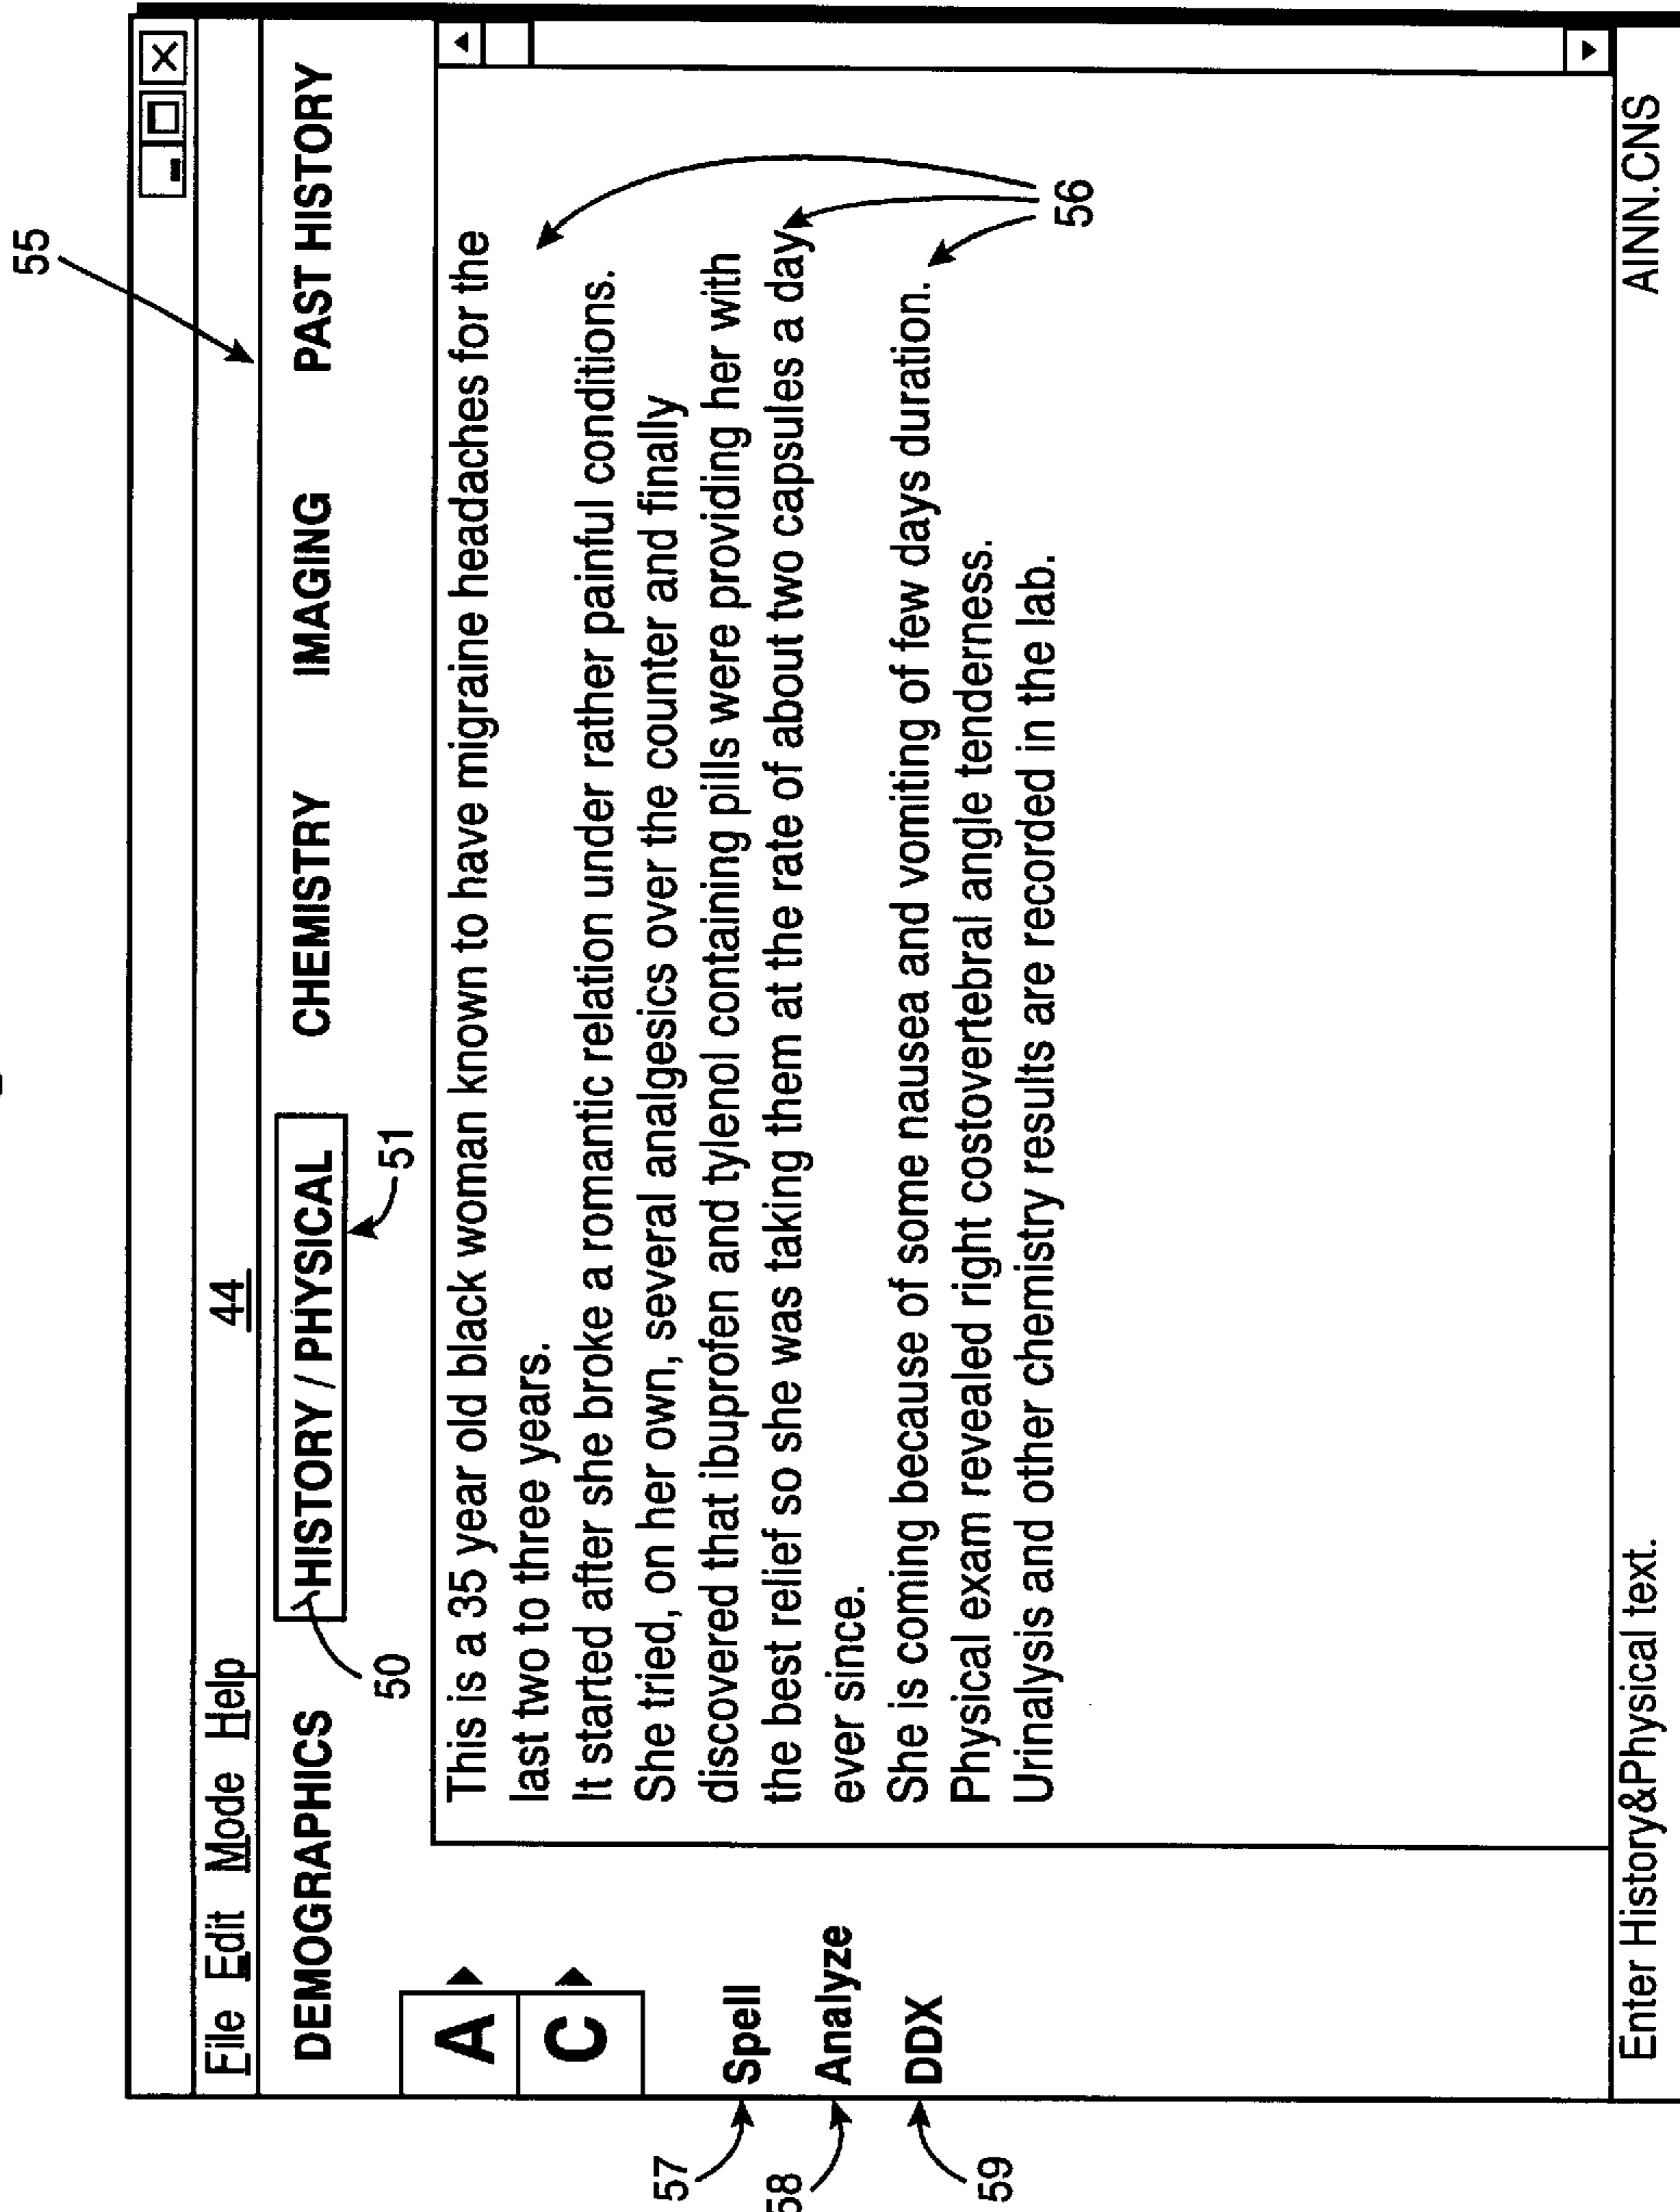 55
44
File Edit Mode Help
DEMOGRAPHICS HISTORY / PHYSICAL CHEMISTRY IMAGING PAST HISTORY
50
51
A
C
This is a 35 year old black woman known to have migraine headaches for the
last two to three years.
It started after she broke a romantic relation under rather painful conditions.
She tried, on her own, several analgesics over the counter and finally
discovered that ibuprofen and tylenol containing pills were providing her with
the best relief so she was taking them at the rate of about two capsules a day
ever since.
She is coming because of some nausea and vomiting of few days duration.
Physical exam revealed right costovertebral angle tenderness.
Urinalysis and other chemistry results are recorded in the lab.
56
57 Spell
58 Analyze
59 DDX
Enter History&Physical text. AINN.CNS